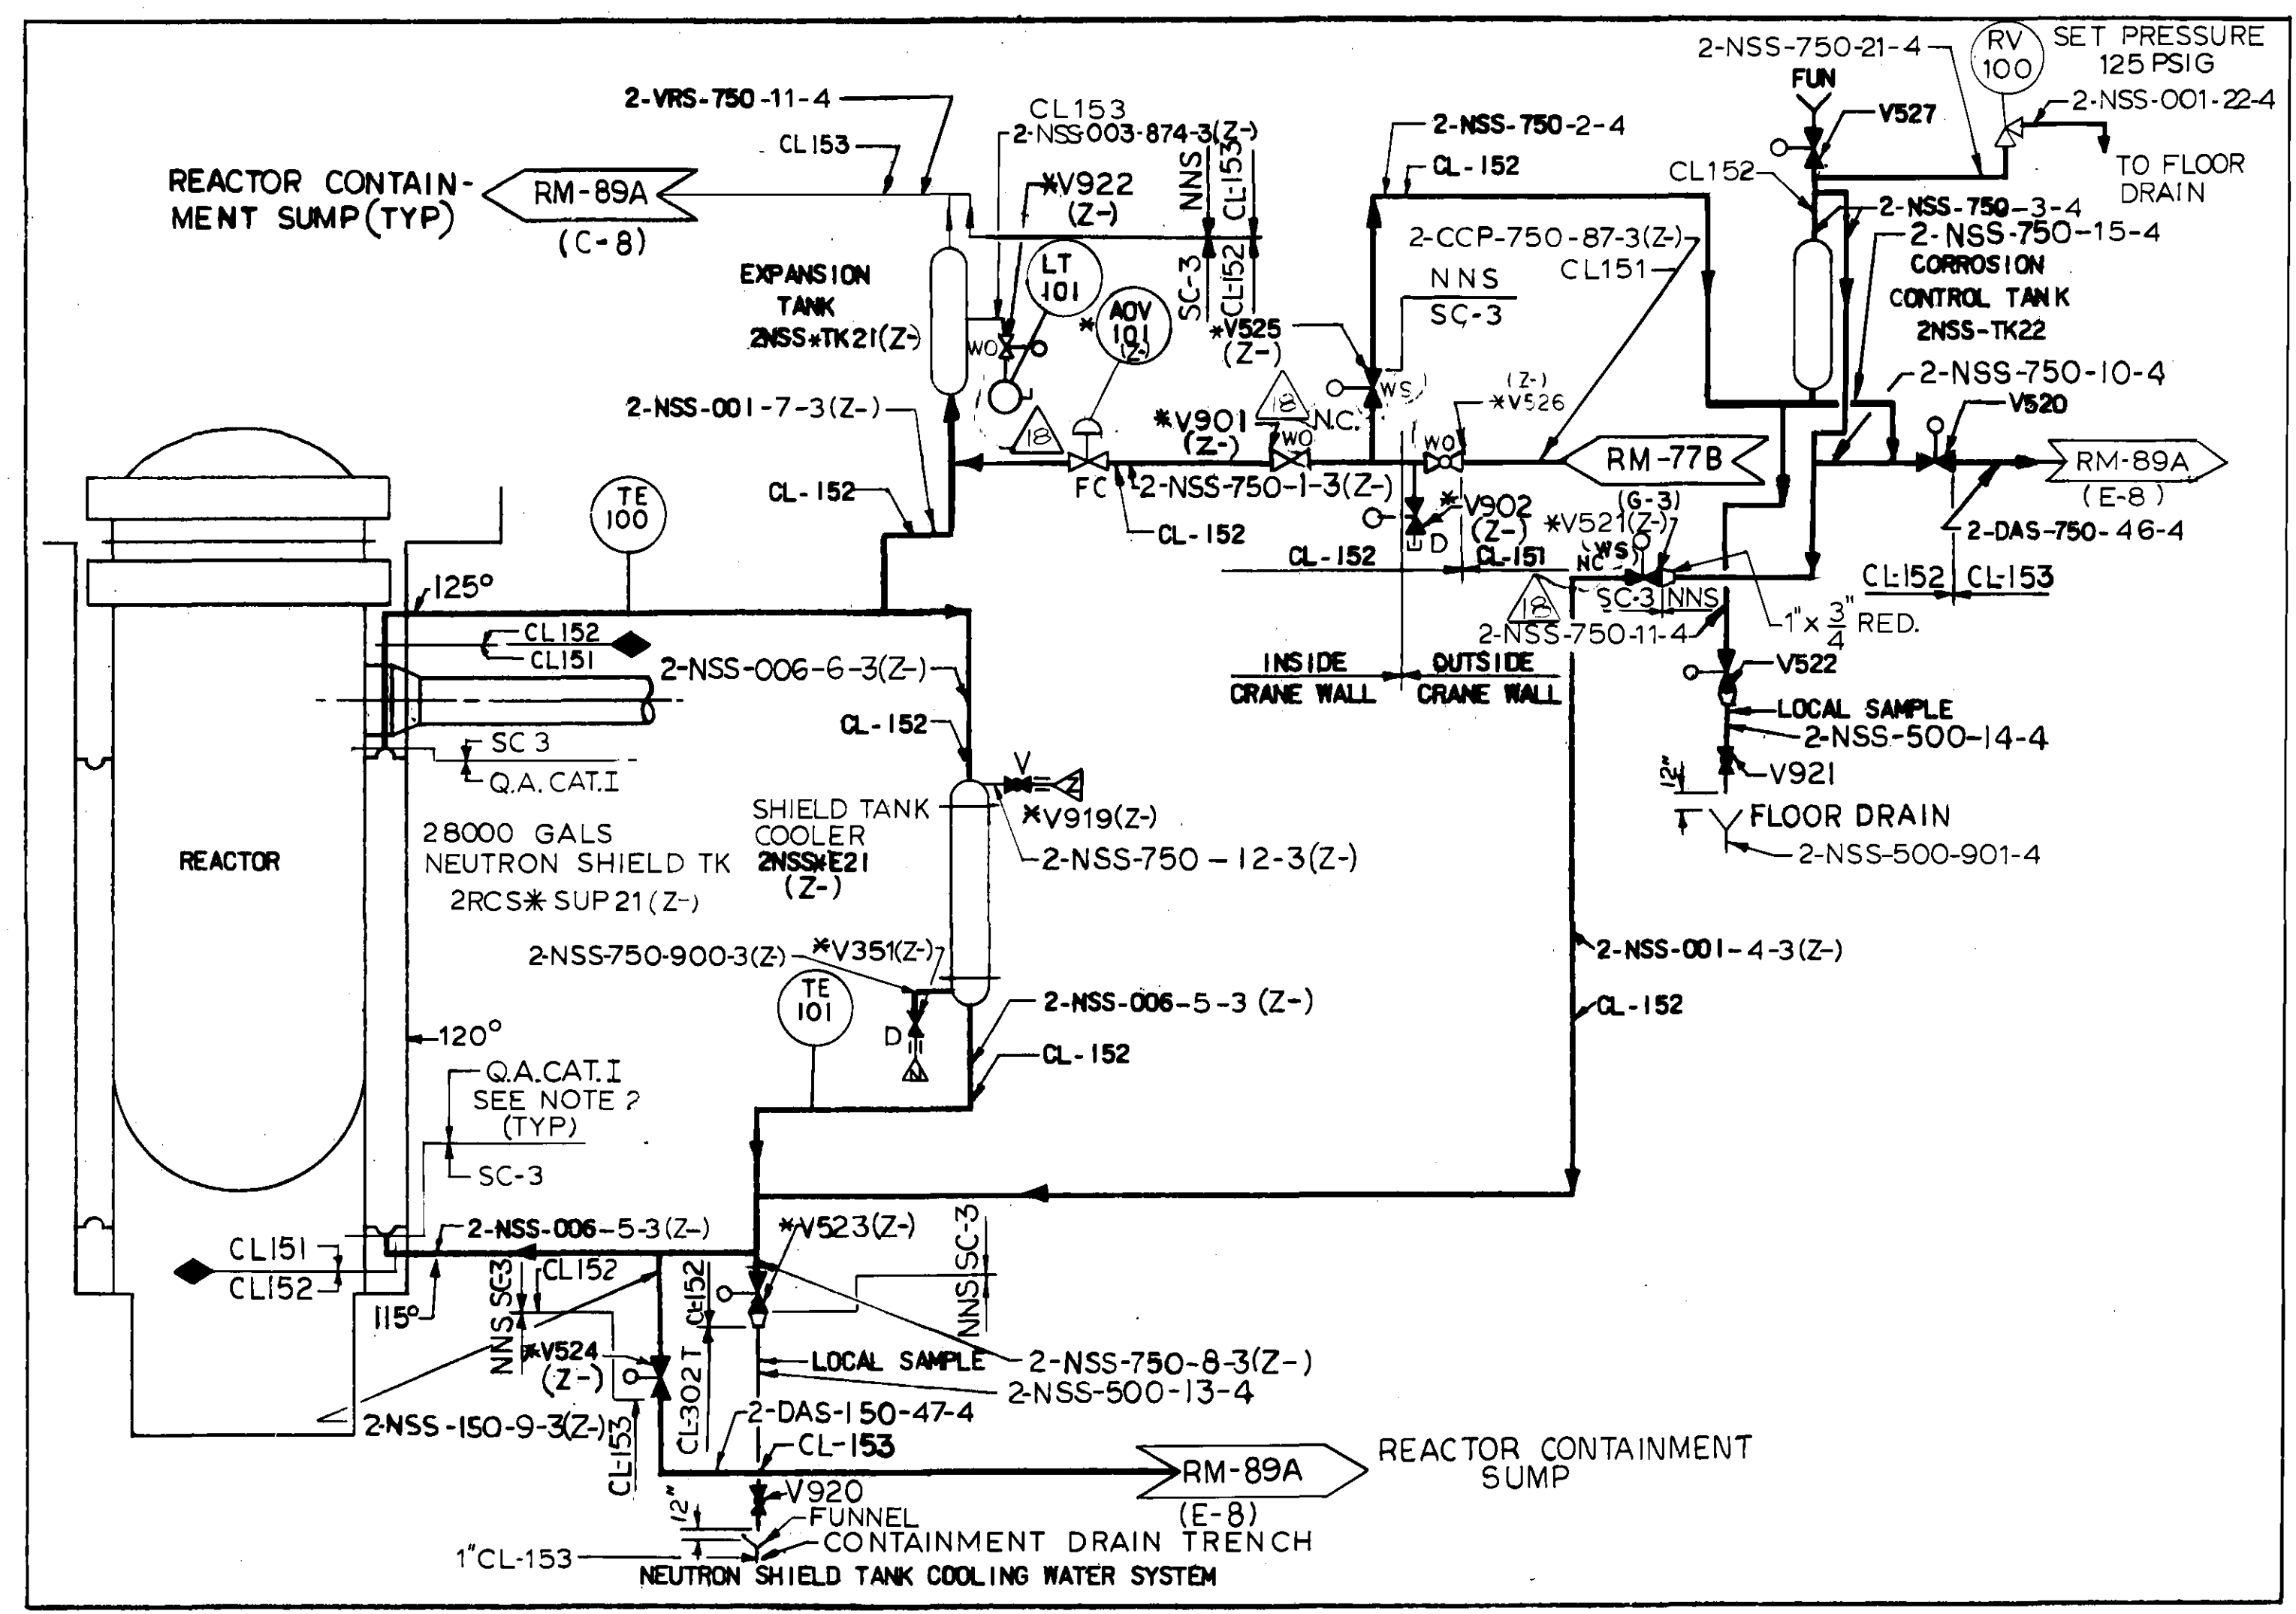 2-NSS-750-21-4
RV
100
SET PRESSURE
125 PSIG
FUN
2-NSS-001-22-4
V527
TO FLOOR
DRAIN
2-VRS-750-11-4
CL153
CL153
2-NSS-003-874-3(Z-)
2-NSS-750-2-4
CL-152
CL152
REACTOR CONTAIN-
MENT SUMP(TYP)
RM-89A
(C-8)
*V922
(Z-)
NNS
CL-153
SC-3
CL-152
2-CCP-750-87-3(Z-)
CL151
NNS
SC-3
2-NSS-750-3-4
2-NSS-750-15-4
CORROSION
CONTROL TANK
2NSS-TK22
EXPANSION
TANK
2NSS*TK21(Z-)
LT
101
WO
* AOV
101
(Z-)
*V525
(Z-)
WS
2-NSS-750-10-4
V520
2-NSS-001-7-3(Z-)
18
*V901
(Z-)
18
N.C.
WO
(Z-)
*V526
WO
RM-77B
(G-3)
RM-89A
(E-8)
2-DAS-750-46-4
CL-152
CL-153
TE
100
CL-152
FC
2-NSS-750-1-3(Z-)
CL-152
*V902
(Z-)
D
*V521(Z-)
(WS)
NC
CL-152
CL-151
18
SC-3
NNS
2-NSS-750-11-4
1" x 3/4" RED.
125°
CL152
CL151
2-NSS-006-6-3(Z-)
INSIDE
CRANE WALL
OUTSIDE
CRANE WALL
V522
LOCAL SAMPLE
2-NSS-500-14-4
V921
12"
FLOOR DRAIN
2-NSS-500-901-4
CL-152
SC 3
Q.A. CAT.I
V
Z
*V919(Z-)
2-NSS-750-12-3(Z-)
REACTOR
28000 GALS
NEUTRON SHIELD TK
2RCS*SUP21(Z-)
SHIELD TANK
COOLER
2NSS*E21
(Z-)
2-NSS-750-900-3(Z-)
*V351(Z-)
D
N
TE
101
2-NSS-006-5-3 (Z-)
CL-152
2-NSS-001-4-3(Z-)
CL-152
120°
Q.A.CAT.I
SEE NOTE 2
(TYP)
SC-3
2-NSS-006-5-3(Z-)
CL151
CL152
115°
SC-3
NNS
CL152
*V523(Z-)
CL-152
CL-302T
SC-3
NNS
*V524
(Z-)
LOCAL SAMPLE
2-NSS-750-8-3(Z-)
2-NSS-500-13-4
2-NSS-150-9-3(Z-)
CL-153
2-DAS-150-47-4
CL-153
RM-89A
(E-8)
REACTOR CONTAINMENT
SUMP
V920
12"
FUNNEL
CONTAINMENT DRAIN TRENCH
1"CL-153
NEUTRON SHIELD TANK COOLING WATER SYSTEM